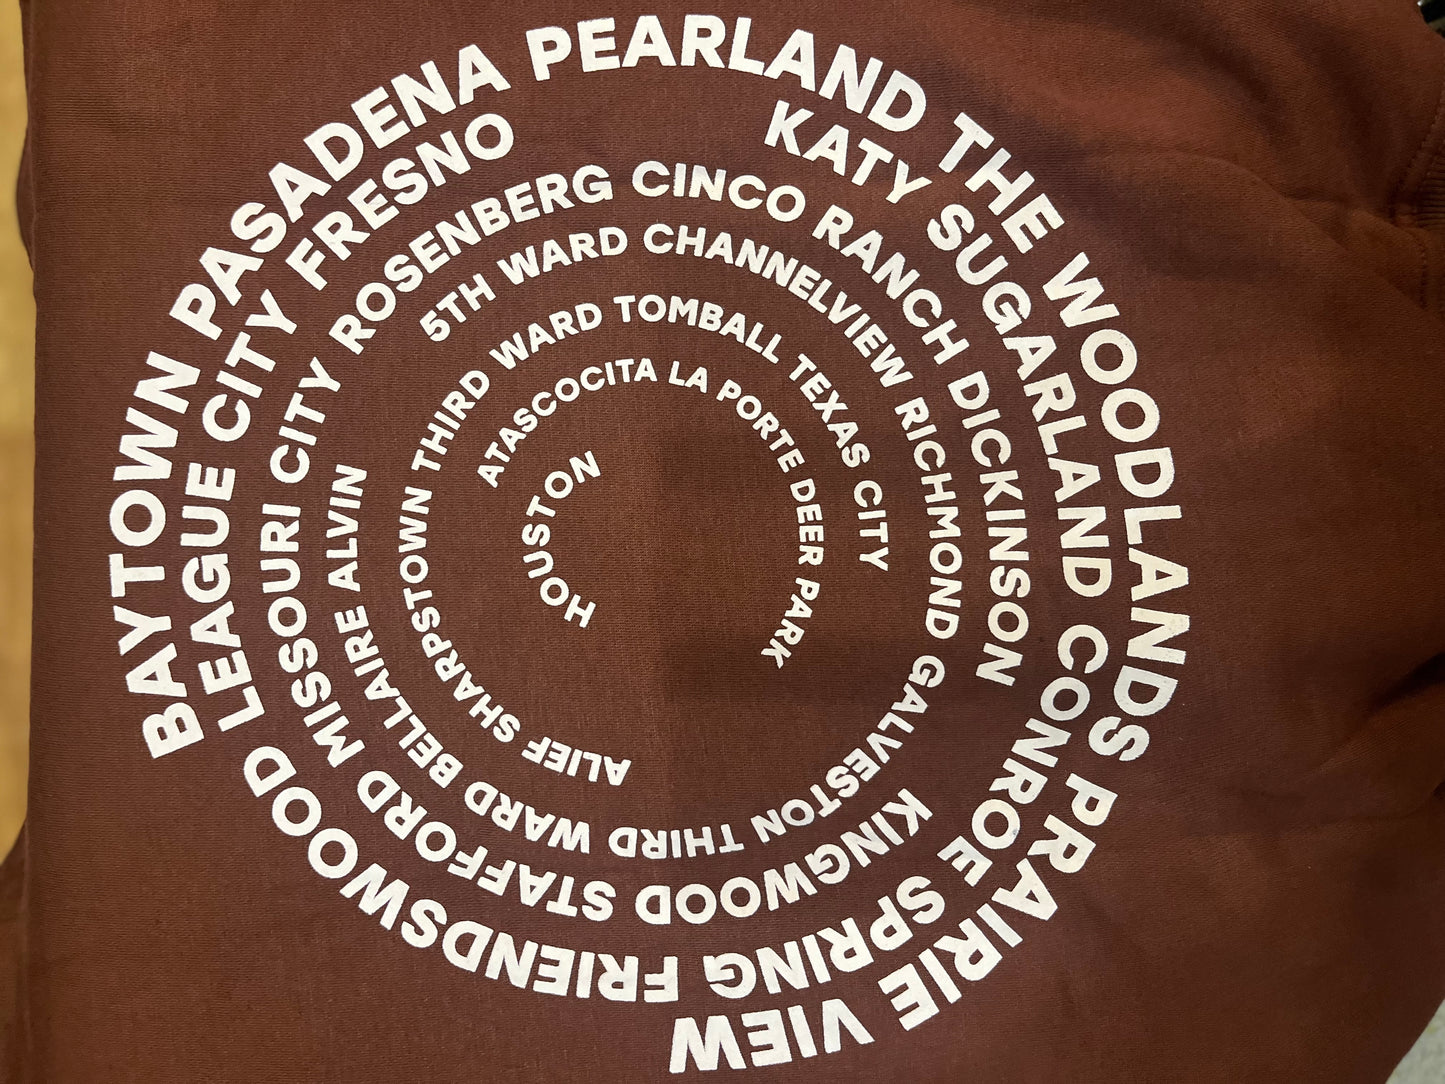 BAYTOWN PASADENA PEARLAND THE WOODLANDS PRAIRIE VIEW
KATY SUGARLAND CONROE SPRING FRIENDSWOOD LEAGUE CITY FRESNO
KINGWOOD STAFFORD MISSOURI CITY ROSENBERG CINCO RANCH DICKINSON
5TH WARD CHANNELVIEW RICHMOND GALVESTON THIRD WARD BELLAIRE ALVIN
ALIEF SHARPSTOWN THIRD WARD TOMBALL TEXAS CITY
ATASCOCITA LA PORTE DEER PARK
HOUSTON